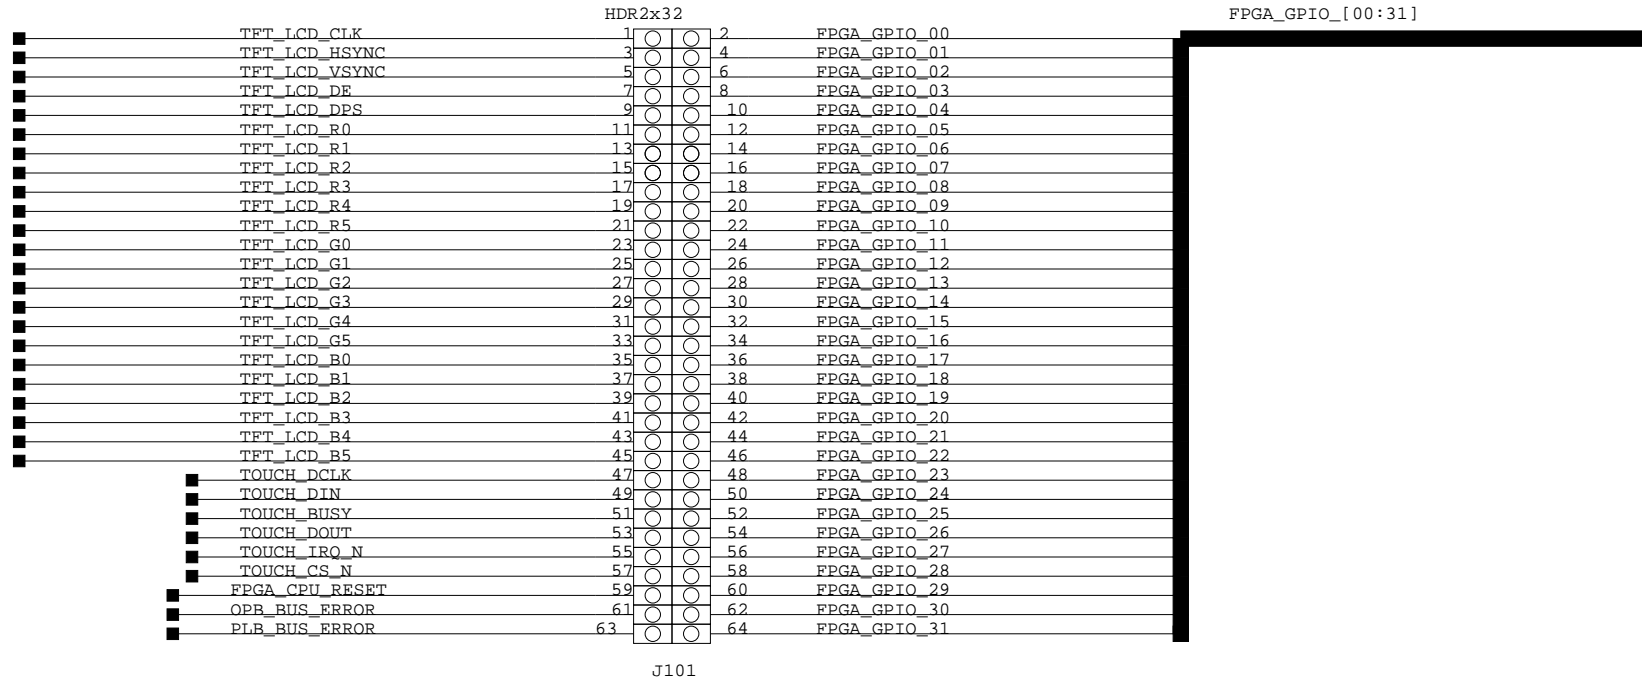 HDR2x32 FPGA_GPIO_[00:31]
TFT_LCD_CLK 1 2 FPGA_GPIO_00
TFT_LCD_HSYNC 3 4 FPGA_GPIO_01
TFT_LCD_VSYNC 5 6 FPGA_GPIO_02
TFT_LCD_DE 7 8 FPGA_GPIO_03
TFT_LCD_DPS 9 10 FPGA_GPIO_04
TFT_LCD_R0 11 12 FPGA_GPIO_05
TFT_LCD_R1 13 14 FPGA_GPIO_06
TFT_LCD_R2 15 16 FPGA_GPIO_07
TFT_LCD_R3 17 18 FPGA_GPIO_08
TFT_LCD_R4 19 20 FPGA_GPIO_09
TFT_LCD_R5 21 22 FPGA_GPIO_10
TFT_LCD_G0 23 24 FPGA_GPIO_11
TFT_LCD_G1 25 26 FPGA_GPIO_12
TFT_LCD_G2 27 28 FPGA_GPIO_13
TFT_LCD_G3 29 30 FPGA_GPIO_14
TFT_LCD_G4 31 32 FPGA_GPIO_15
TFT_LCD_G5 33 34 FPGA_GPIO_16
TFT_LCD_B0 35 36 FPGA_GPIO_17
TFT_LCD_B1 37 38 FPGA_GPIO_18
TFT_LCD_B2 39 40 FPGA_GPIO_19
TFT_LCD_B3 41 42 FPGA_GPIO_20
TFT_LCD_B4 43 44 FPGA_GPIO_21
TFT_LCD_B5 45 46 FPGA_GPIO_22
TOUCH_DCLK 47 48 FPGA_GPIO_23
TOUCH_DIN 49 50 FPGA_GPIO_24
TOUCH_BUSY 51 52 FPGA_GPIO_25
TOUCH_DOUT 53 54 FPGA_GPIO_26
TOUCH_IRQ_N 55 56 FPGA_GPIO_27
TOUCH_CS_N 57 58 FPGA_GPIO_28
FPGA_CPU_RESET 59 60 FPGA_GPIO_29
OPB_BUS_ERROR 61 62 FPGA_GPIO_30
PLB_BUS_ERROR 63 64 FPGA_GPIO_31
J101